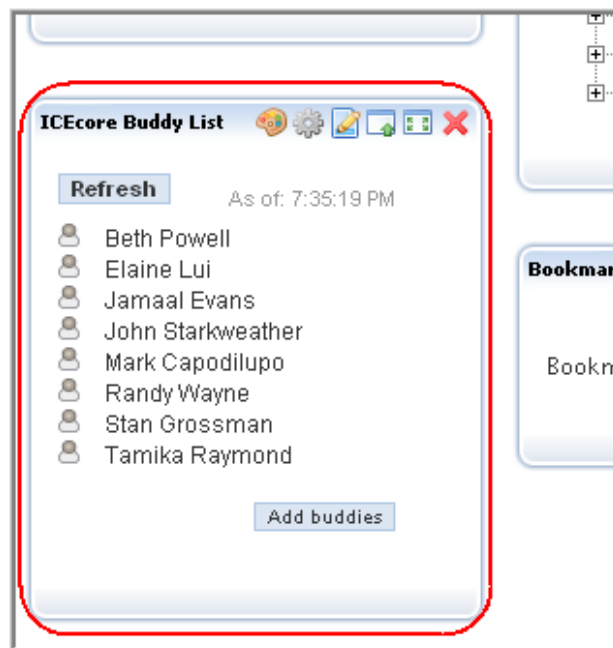 ICEcore Buddy List
Refresh
As of: 7:35:19 PM
Beth Powell
Elaine Lui
Jamaal Evans
John Starkweather
Mark Capodilupo
Randy Wayne
Stan Grossman
Tamika Raymond
Add buddies
Bookmar
Bookm